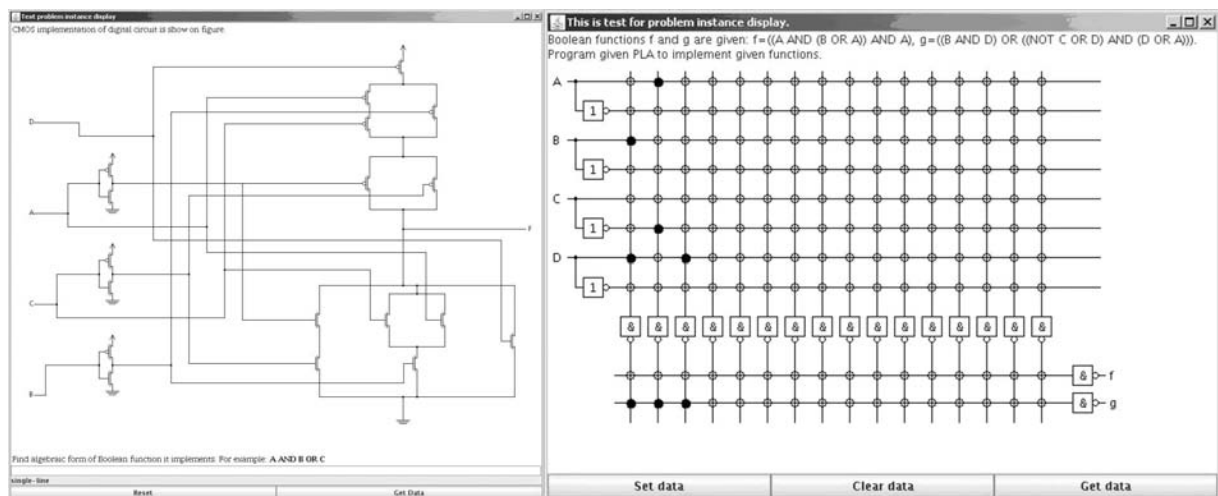 Test problem instance display
CMOS implementation of digital circuit is show on figure.
D
A
F
C
B
Find algebraic form of Boolean function it implements. For example: A AND B OR C
single-line
Reset
Get Data
This is test for problem instance display.
Boolean functions f and g are given: f=((A AND (B OR A)) AND A), g=((B AND D) OR ((NOT C OR D) AND (D OR A))).
Program given PLA to implement given functions.
A
1
B
1
C
1
D
1
& & & & & & & & & & & & & & & &
& f
& g
Set data
Clear data
Get data